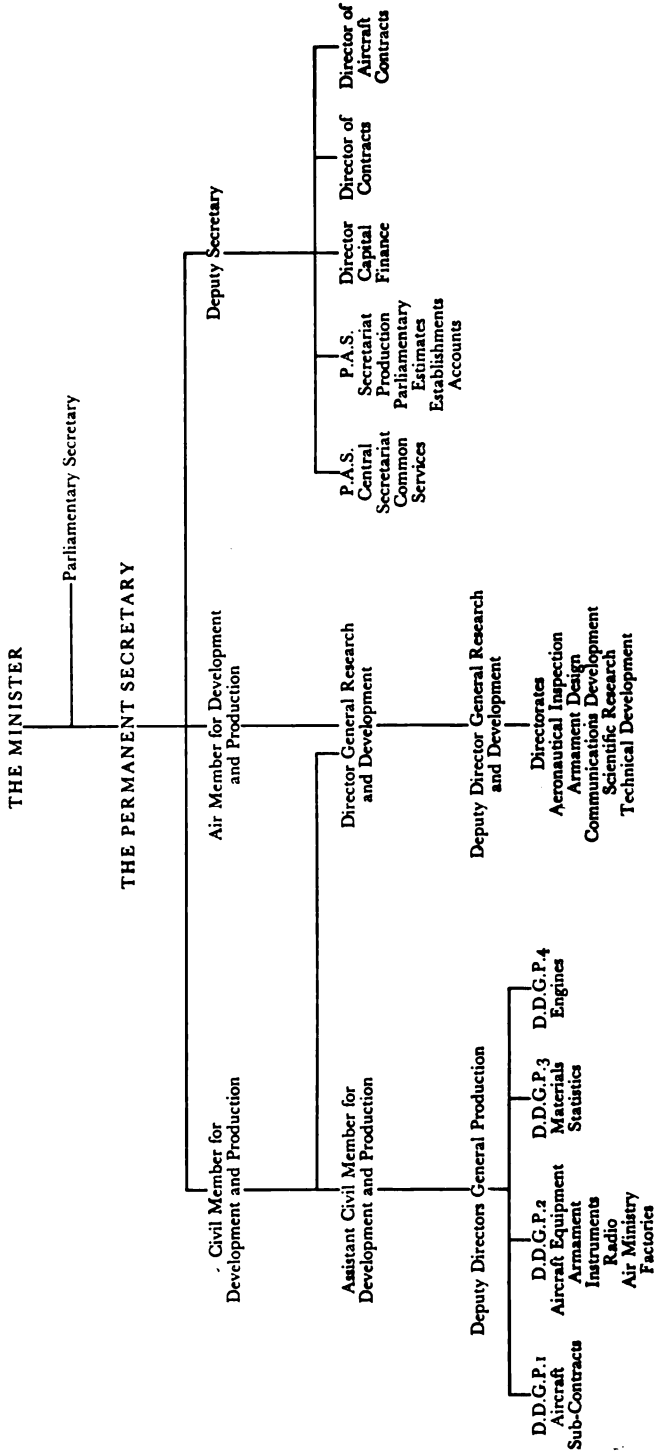 THE MINISTER
Parliamentary Secretary
THE PERMANENT SECRETARY
Civil Member for
Development and Production
Air Member for Development
and Production
Deputy Secretary
Assistant Civil Member for
Development and Production
Director General Research
and Development
P.A.S.
Central
Secretariat
Common
Services
P.A.S.
Secretariat
Production
Parliamentary
Estimates
Establishments
Accounts
Director
Capital
Finance
Director of
Contracts
Director of
Aircraft
Contracts
Deputy Directors General Production
Deputy Director General Research
and Development
D.D.G.P.1
Aircraft
Sub-Contracts
D.D.G.P.2
Aircraft Equipment
Armament
Instruments
Radio
Air Ministry
Factories
D.D.G.P.3
Materials
Statistics
D.D.G.P.4
Engines
Directorates
Aeronautical Inspection
Armament Design
Communications Development
Scientific Research
Technical Development